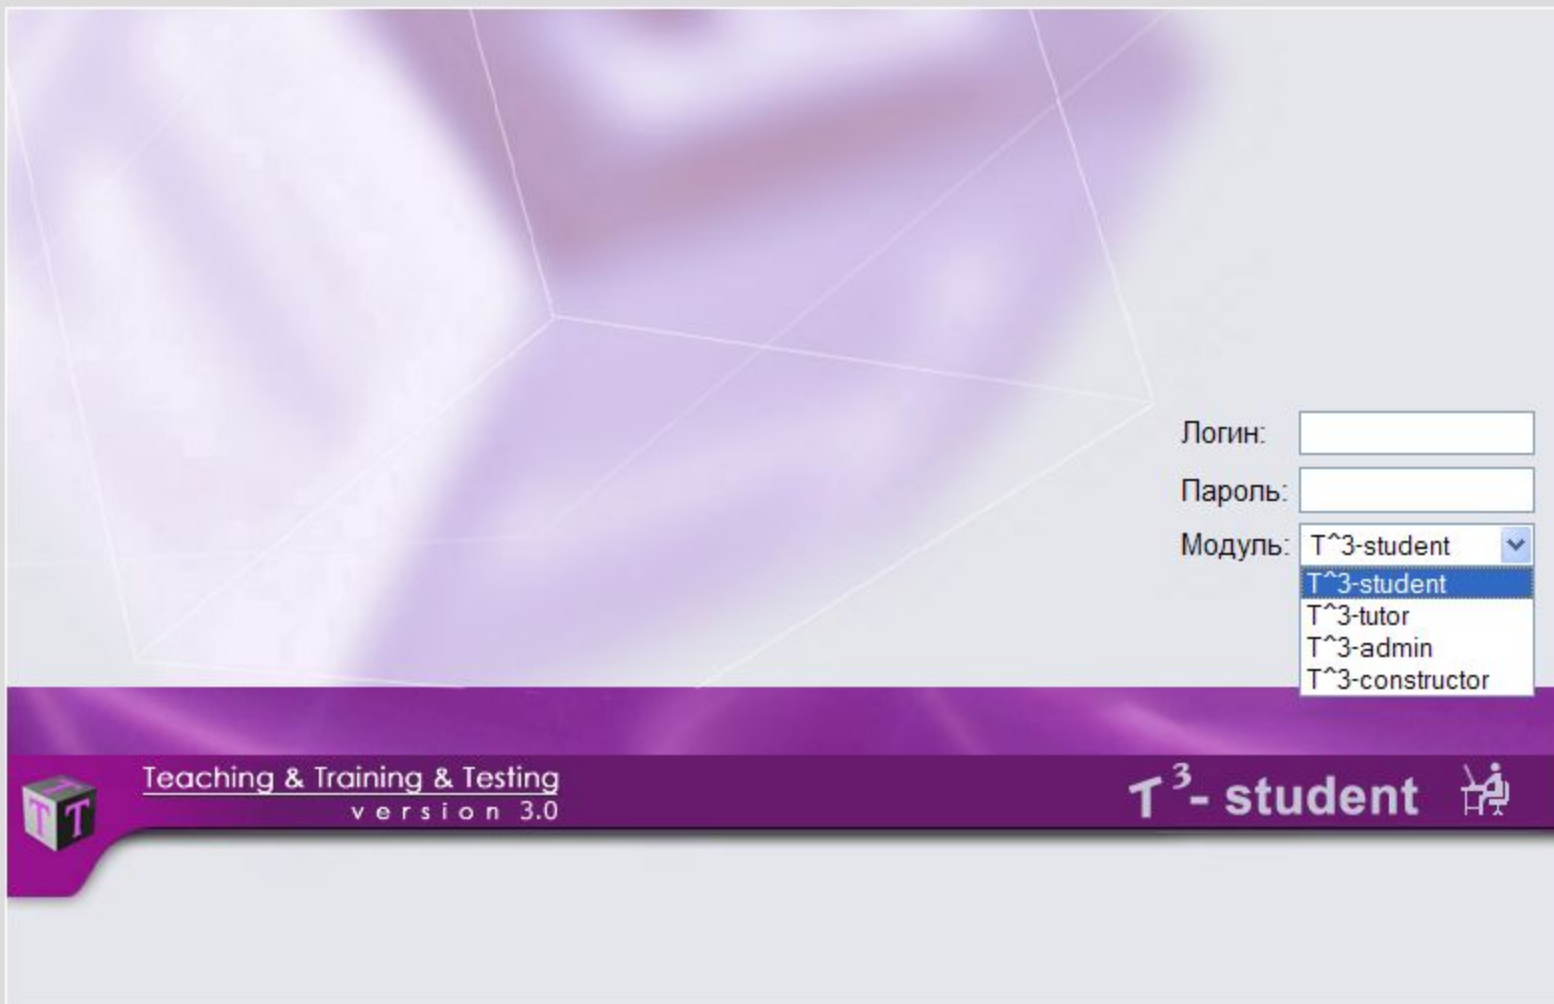 Логин:
Пароль:
Модуль: T^3-student
T^3-student
T^3-tutor
T^3-admin
T^3-constructor
Teaching & Training & Testing
version 3.0
T³- student
T T T